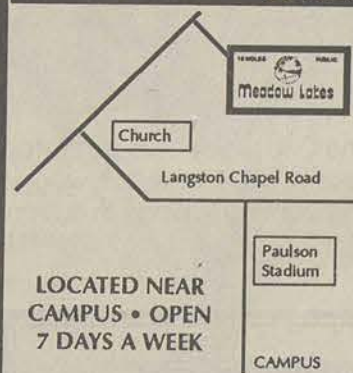 18 HOLES PUBLIC
Meadow Lakes
Church
Langston Chapel Road
Paulson
Stadium
LOCATED NEAR
CAMPUS • OPEN
7 DAYS A WEEK
CAMPUS